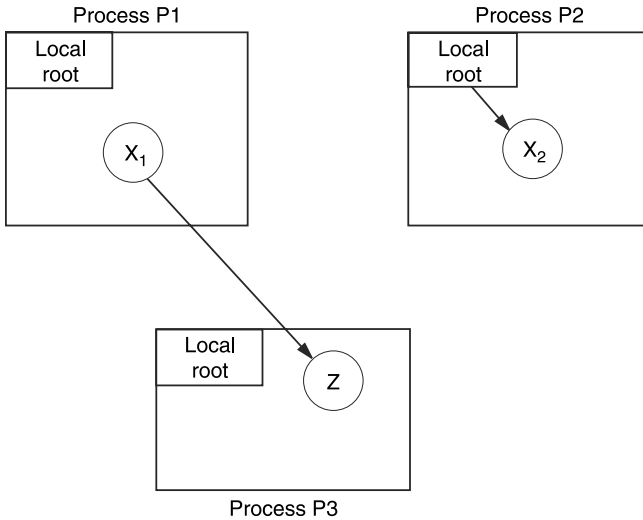 Process P1
Process P2
Local
root
Local
root
X₁
X₂
Local
root
Z
Process P3